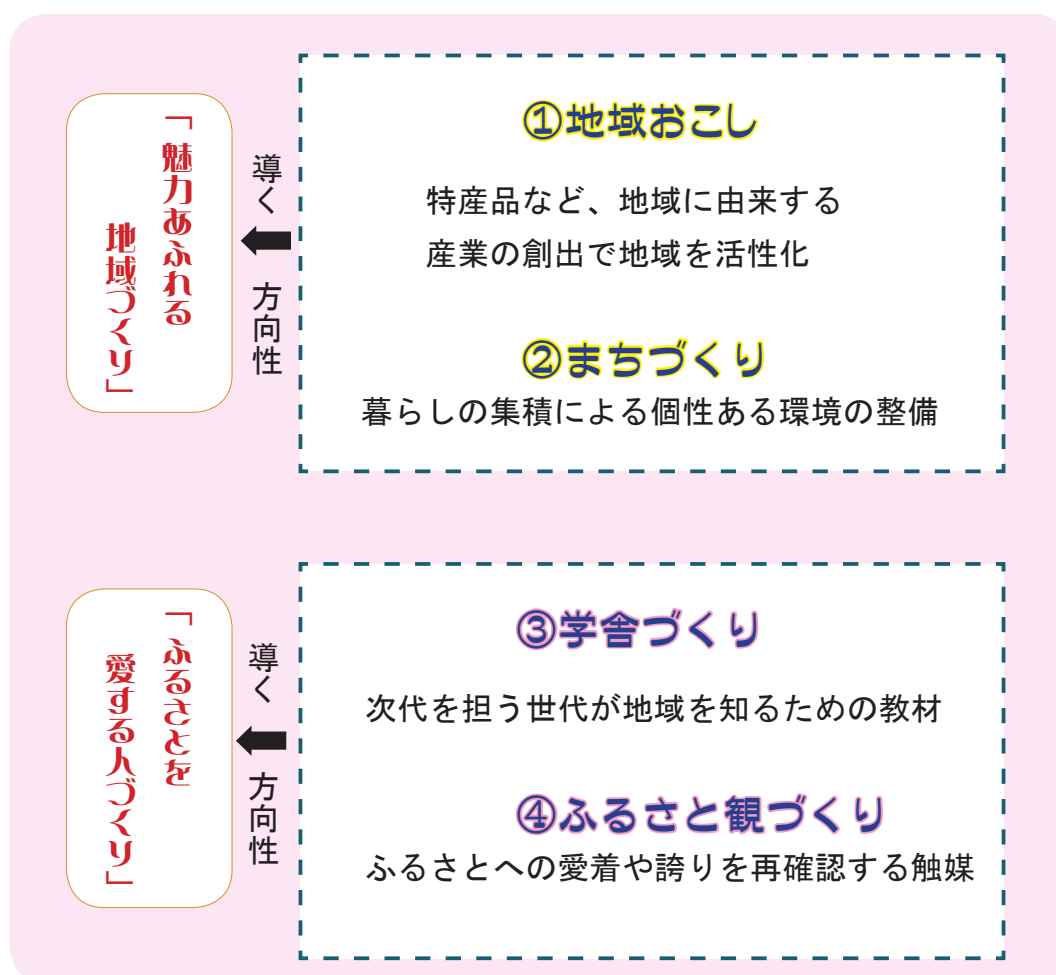 「魅力あふれる
地域づくり」
導く
方向性
①地域おこし
特産品など、地域に由来する
産業の創出で地域を活性化
②まちづくり
暮らしの集積による個性ある環境の整備
「ふるさとを
愛する人づくり」
導く
方向性
③学舎づくり
次代を担う世代が地域を知るための教材
④ふるさと観づくり
ふるさとへの愛着や誇りを再確認する触媒